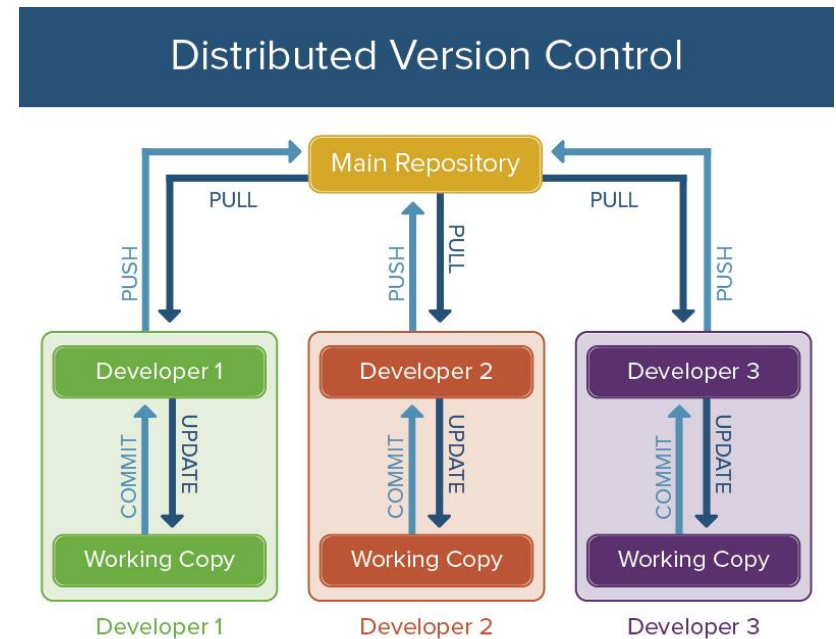 Distributed Version Control
Main Repository
PULL
PULL
PUSH
PUSH
PULL
PUSH
Developer 1
Developer 2
Developer 3
COMMIT
UPDATE
COMMIT
UPDATE
COMMIT
UPDATE
Working Copy
Working Copy
Working Copy
Developer 1
Developer 2
Developer 3